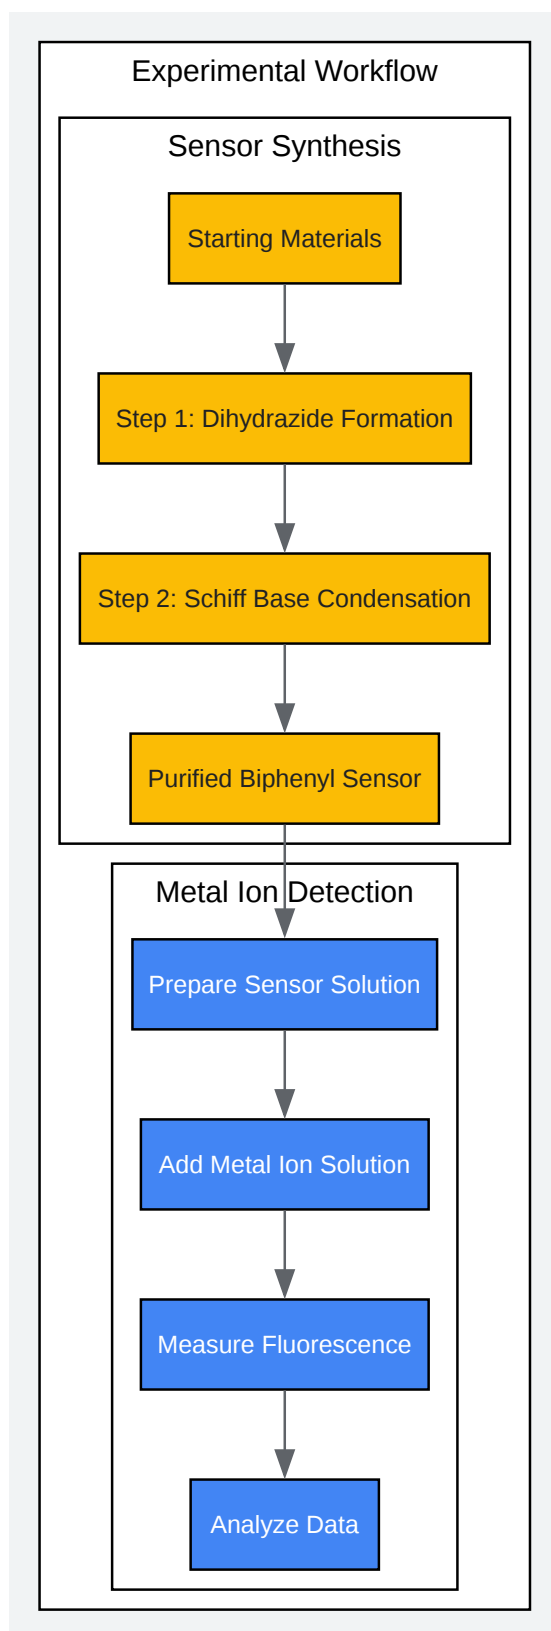 Experimental Workflow
Sensor Synthesis
Starting Materials
Step 1: Dihydrazide Formation
Step 2: Schiff Base Condensation
Purified Biphenyl Sensor
Metal Ion Detection
Prepare Sensor Solution
Add Metal Ion Solution
Measure Fluorescence
Analyze Data